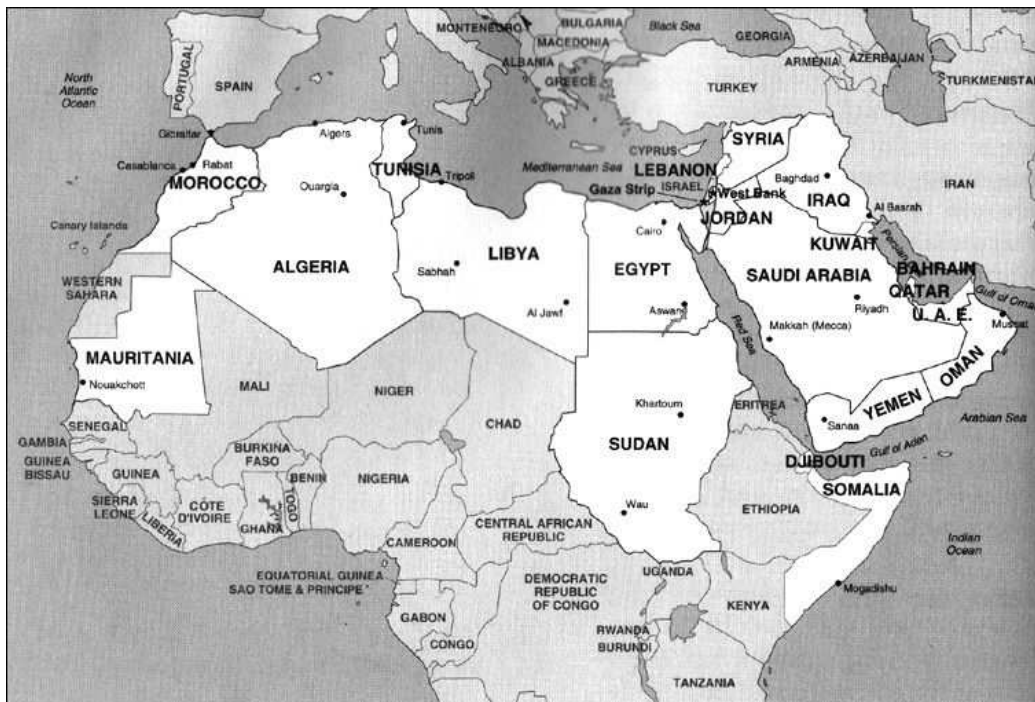 MONTENEGRO
BULGARIA
Black Sea
GEORGIA
MACEDONIA
ALBANIA
ARMENIA
AZERBAIJAN
North
Atlantic
Ocean
PORTUGAL
SPAIN
GREECE
TURKEY
TURKMENISTAN
Gibraltar
Algers
Tunis
SYRIA
CYPRUS
Casablanca
Rabat
TUNISIA
Mediterranean Sea
LEBANON
Baghdad
IRAN
MOROCCO
Ouargla
Tripoli
Gaza Strip
ISRAEL
West Bank
IRAQ
Al Basrah
Canary Islands
Cairo
JORDAN
KUWAIT
Persian
ALGERIA
Sabhah
LIBYA
EGYPT
SAUDI ARABIA
BAHRAIN
WESTERN
SAHARA
QATAR
Gulf of Oma
Al Jawf
Aswan
Riyadh
U. A. E.
Muscat
Red Sea
Makkah (Mecca)
MAURITANIA
OMAN
Nouakchott
MALI
NIGER
CHAD
Khartoum
ERITREA
YEMEN
Sanaa
Arabian Sea
SENEGAL
GAMBIA
GUINEA
BISSAU
BURKINA
FASO
SUDAN
Gulf of Aden
DJIBOUTI
GUINEA
BENIN
NIGERIA
SOMALIA
SIERRA
LEONE
CÔTE
D'IVOIRE
TOGO
GHANA
LIBERIA
Wau
ETHIOPIA
CENTRAL AFRICAN
REPUBLIC
CAMEROON
Indian
Ocean
EQUATORIAL GUINEA
SAO TOME & PRINCIPE
DEMOCRATIC
REPUBLIC
OF CONGO
UGANDA
Mogadishu
KENYA
GABON
RWANDA
CONGO
BURUNDI
TANZANIA